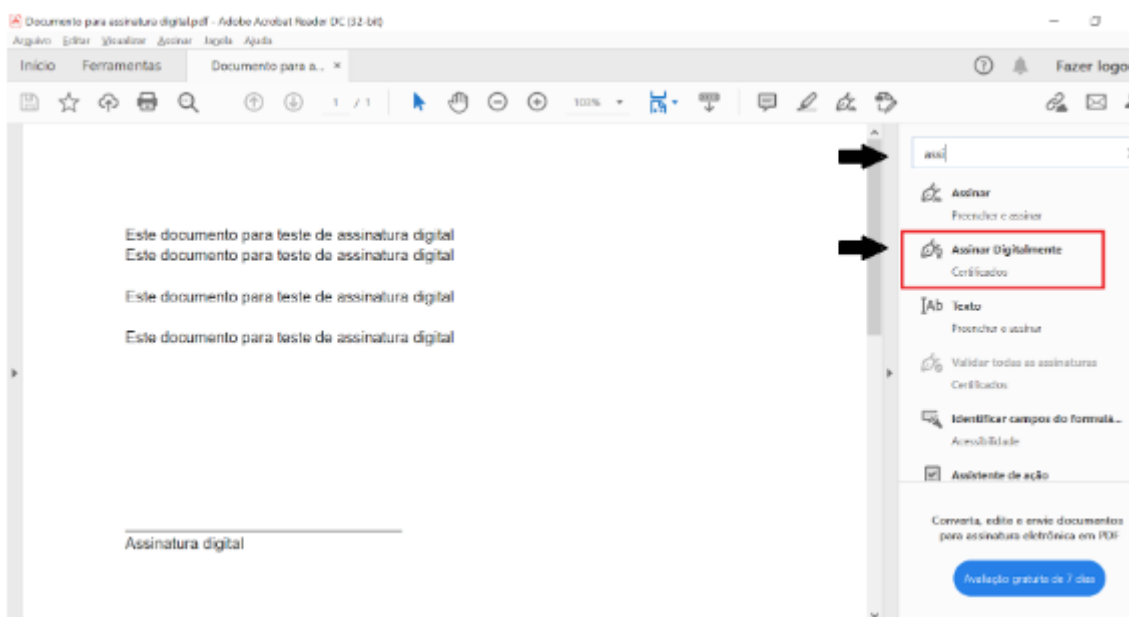 Documento para assinatura digital.pdf - Adobe Acrobat Reader DC (32-bit)
Arquivo Editar Visualizar Assinar Janela Ajuda
Início Ferramentas Documento para a... × Fazer logo
1 / 1 102%
assi
Assinar
Preencher e assinar
Assinar Digitalmente
Certificados
Texto
Preencher e assinar
Validar todas as assinaturas
Certificados
Identificar campos do formulá...
Acessibilidade
Assistente de ação
Este documento para teste de assinatura digital
Este documento para teste de assinatura digital
Este documento para teste de assinatura digital
Este documento para teste de assinatura digital
Assinatura digital
Converta, edite e envie documentos
para assinatura eletrônica em PDF
Avaliação gratuita de 7 dias